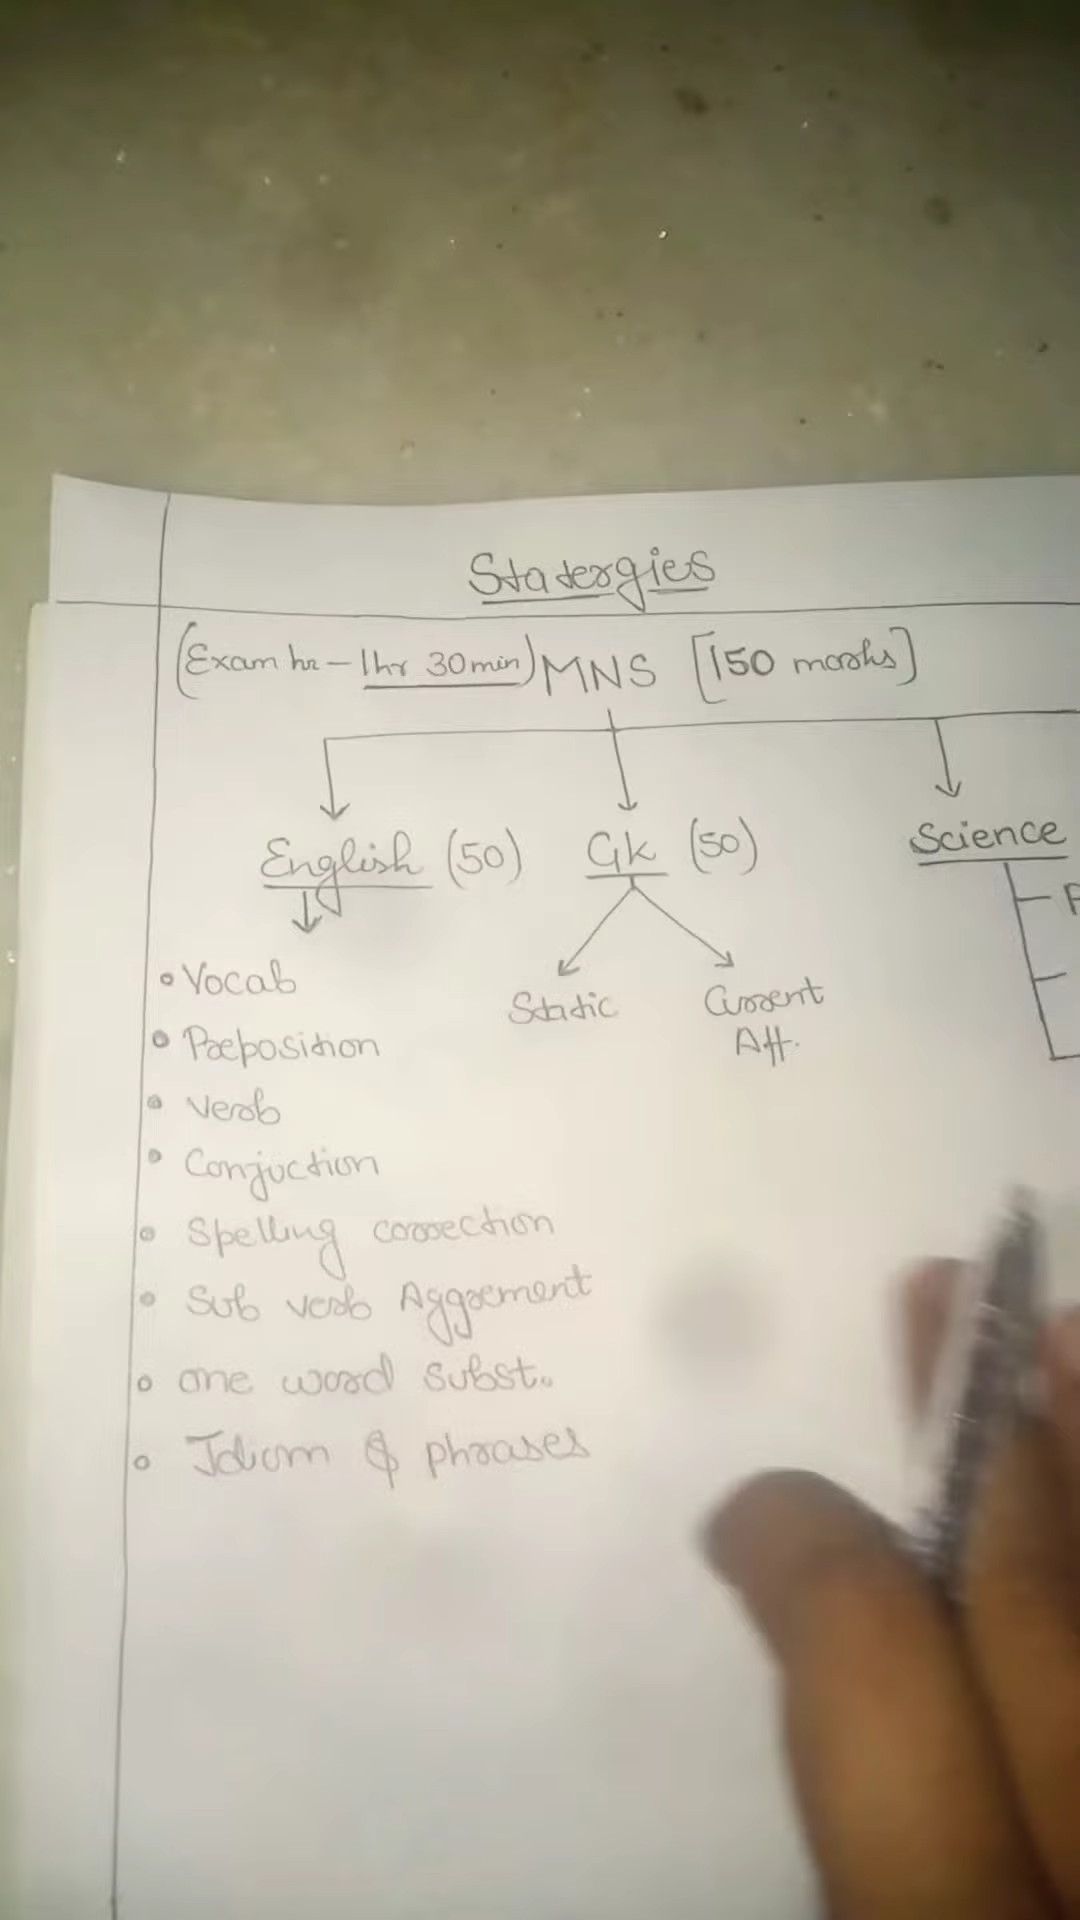 Statergies
(Exam hr - 1hr 30min) MNS [150 marks]
English (50) Gk (50) Science
Static Current Aff.
• Vocab
• Preposition
• Verb
• Conjuction
• Spelling correction
• Sub verb Aggrement
• one word subst.
• Idiom & phrases